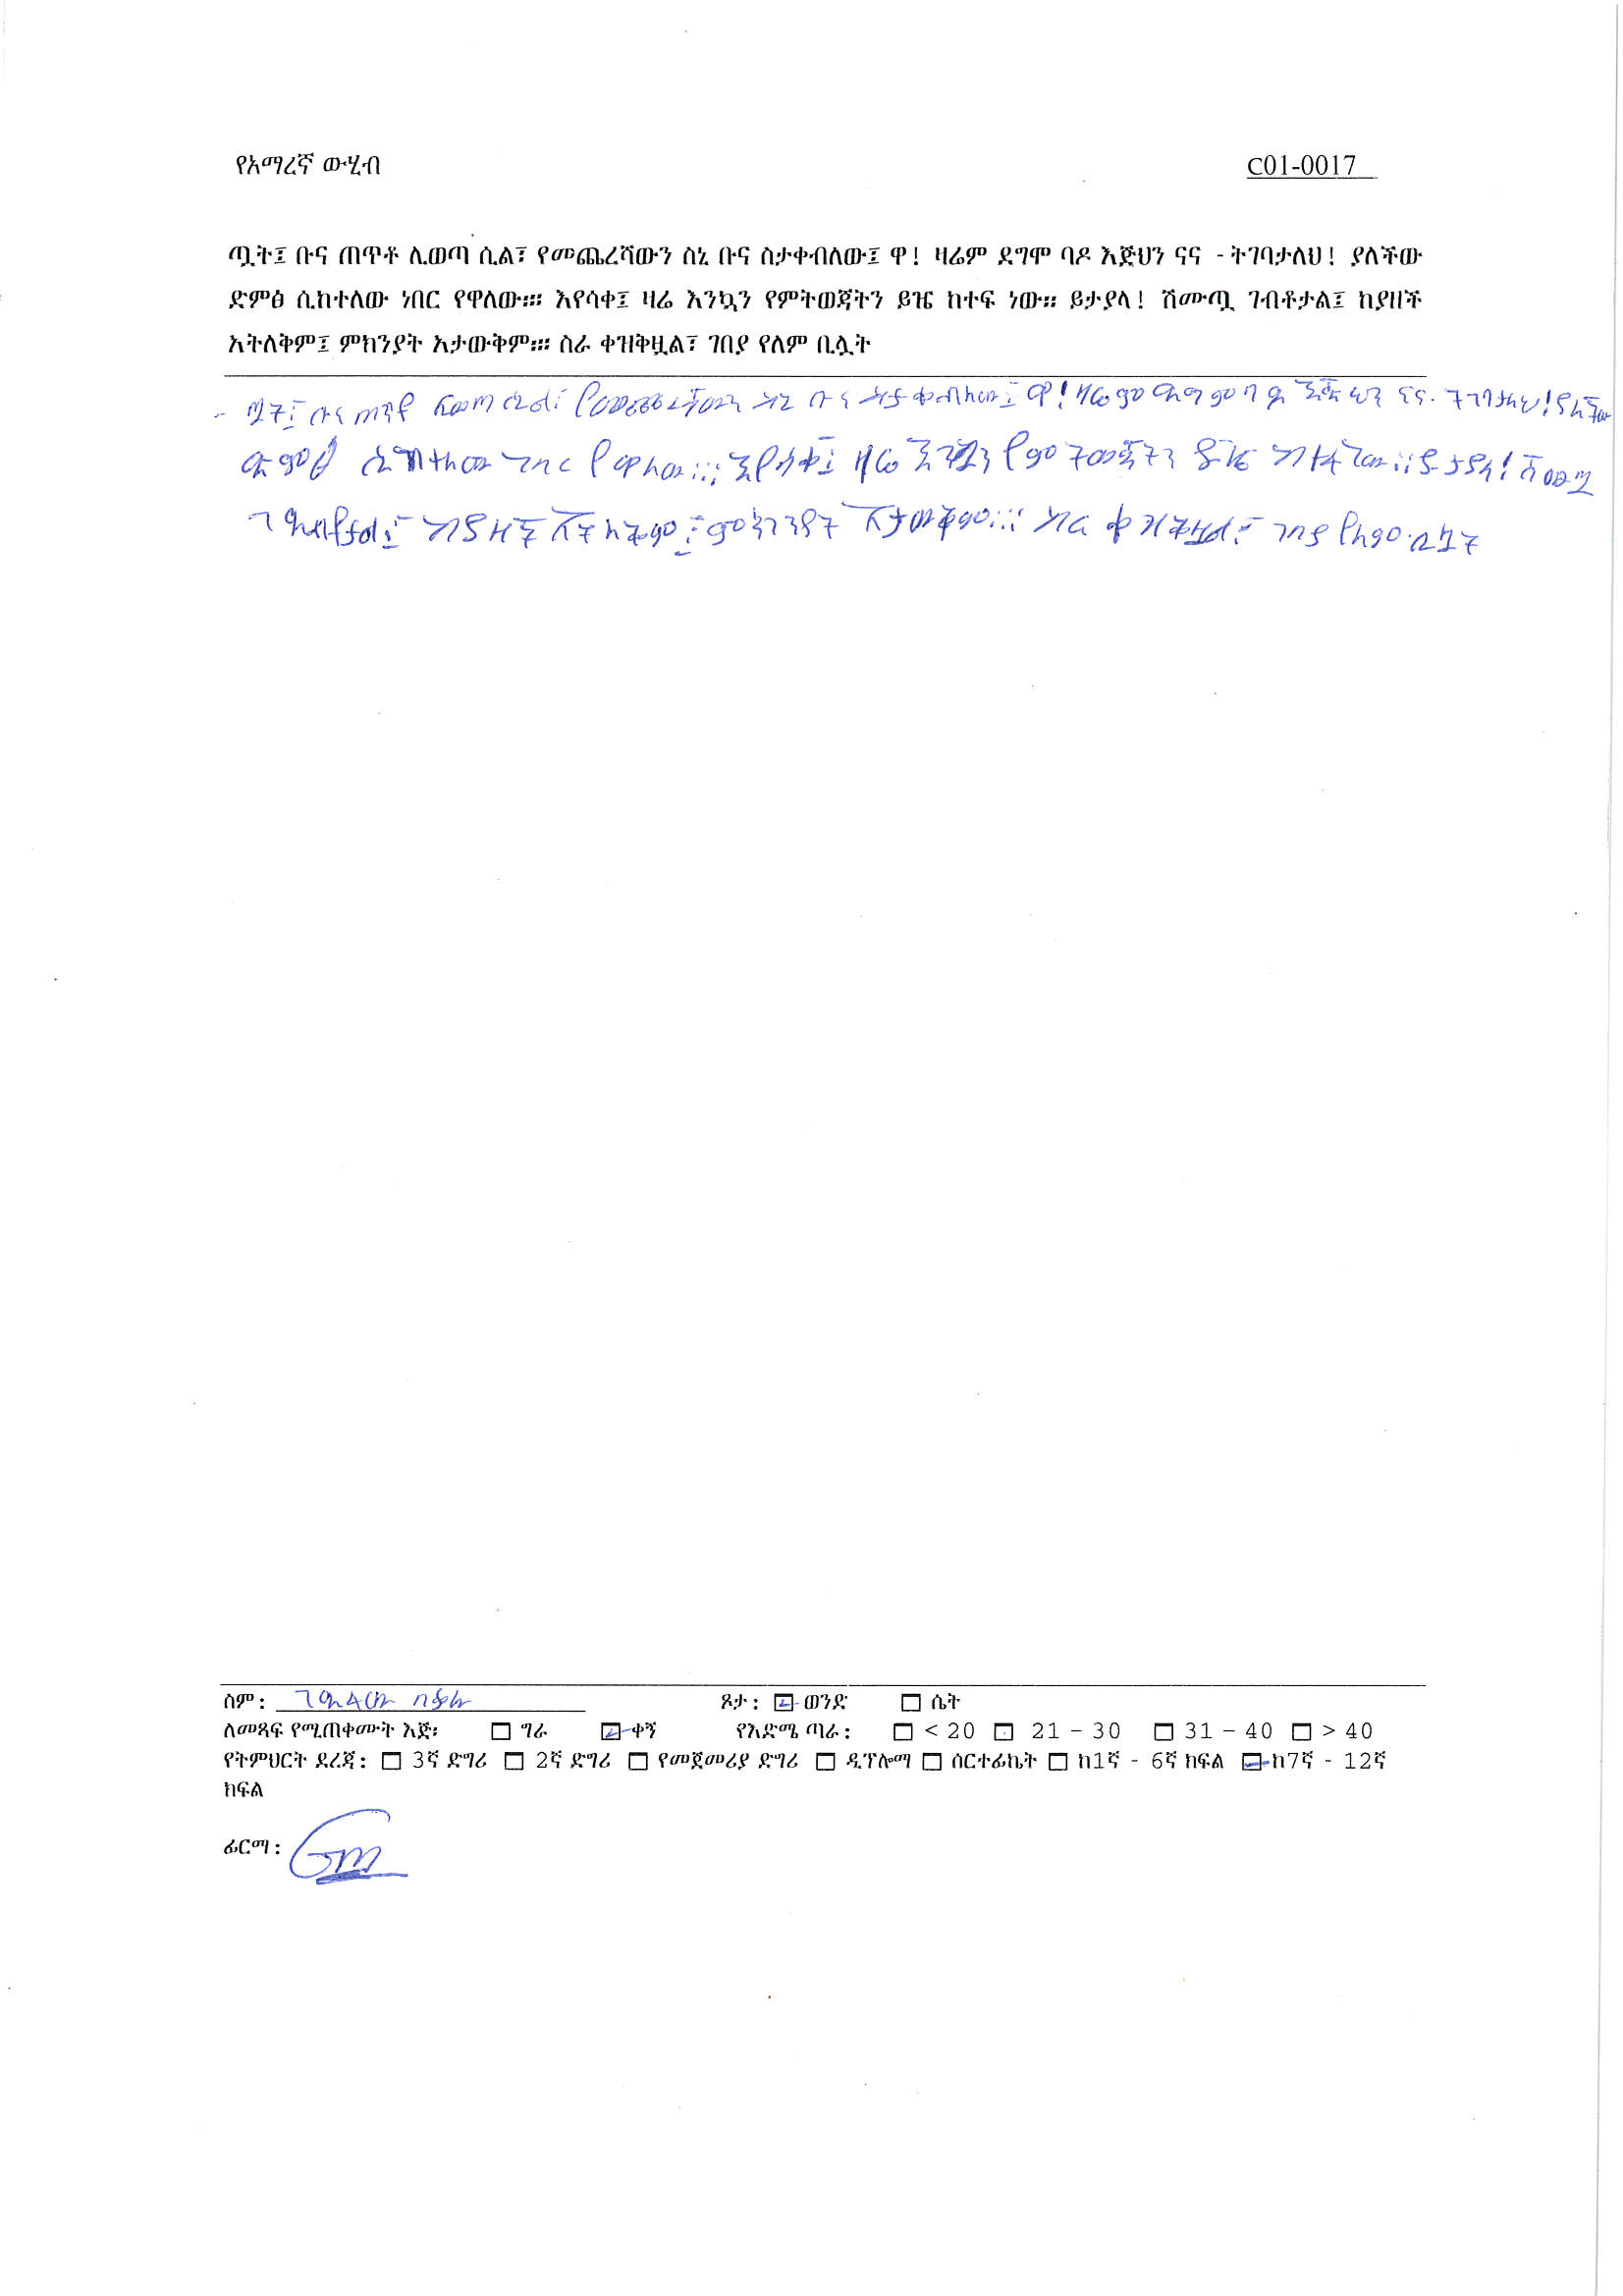 የአማረኛ ውሂብ C01-0017
ጧት፤ ቡና ጠጥቶ ሊወጣ ሲል፣ የመጨረሻውን ስኒ ቡና ስታቀብለው፤ ዋ! ዛሬም ደግሞ ባዶ እጅህን ናና - ትገባታለህ! ያለችው
ድምፅ ሲከተለው ነበር የዋለው።፡ እየሳቀ፤ ዛሬ እንኳን የምትወጃትን ይዤ ከተፍ ነው። ይታያላ! ሽሙጧ ገብቶታል፤ ከያዘች
አትለቅም፤ ምክንያት አታውቅም።፡ ስራ ቀዝቅዟል፣ ገበያ የለም ቢሏት
- ጧት፤ ቡና ጠጥቶ ሊወጣ ሲል፣ የመጨረሻውን ስኒ ቡና ስታቀብለው፤ ዋ! ዛሬም ደግሞ ባዶ እጅህን ናና - ትገባታለህ! ያለችው
ድምፅ ሲከተለው ነበር የዋለው።፡ እየሳቀ፤ ዛሬ እንኳን የምትወጃትን ይዤ ከተፍ ነው። ይታያላ! ሽሙጧ
ገብቶታል፤ ከያዘች አትለቅም፤ ምክንያት አታውቅም።፡ ስራ ቀዝቅዟል፣ ገበያ የለም ቢሏት
ስም: ጾታ: ወንድ ሴት
ለመጻፍ የሚጠቀሙት እጅ፡ ግራ ቀኝ የእድሜ ጣራ: < 20 21 – 30 31 – 40 > 40
የትምህርት ደረጃ: 3ኛ ድግሪ 2ኛ ድግሪ የመጀመሪያ ድግሪ ዲፕሎማ ሰርተፊኬት ከ1ኛ - 6ኛ ክፍል ከ7ኛ - 12ኛ
ክፍል
ፊርማ: